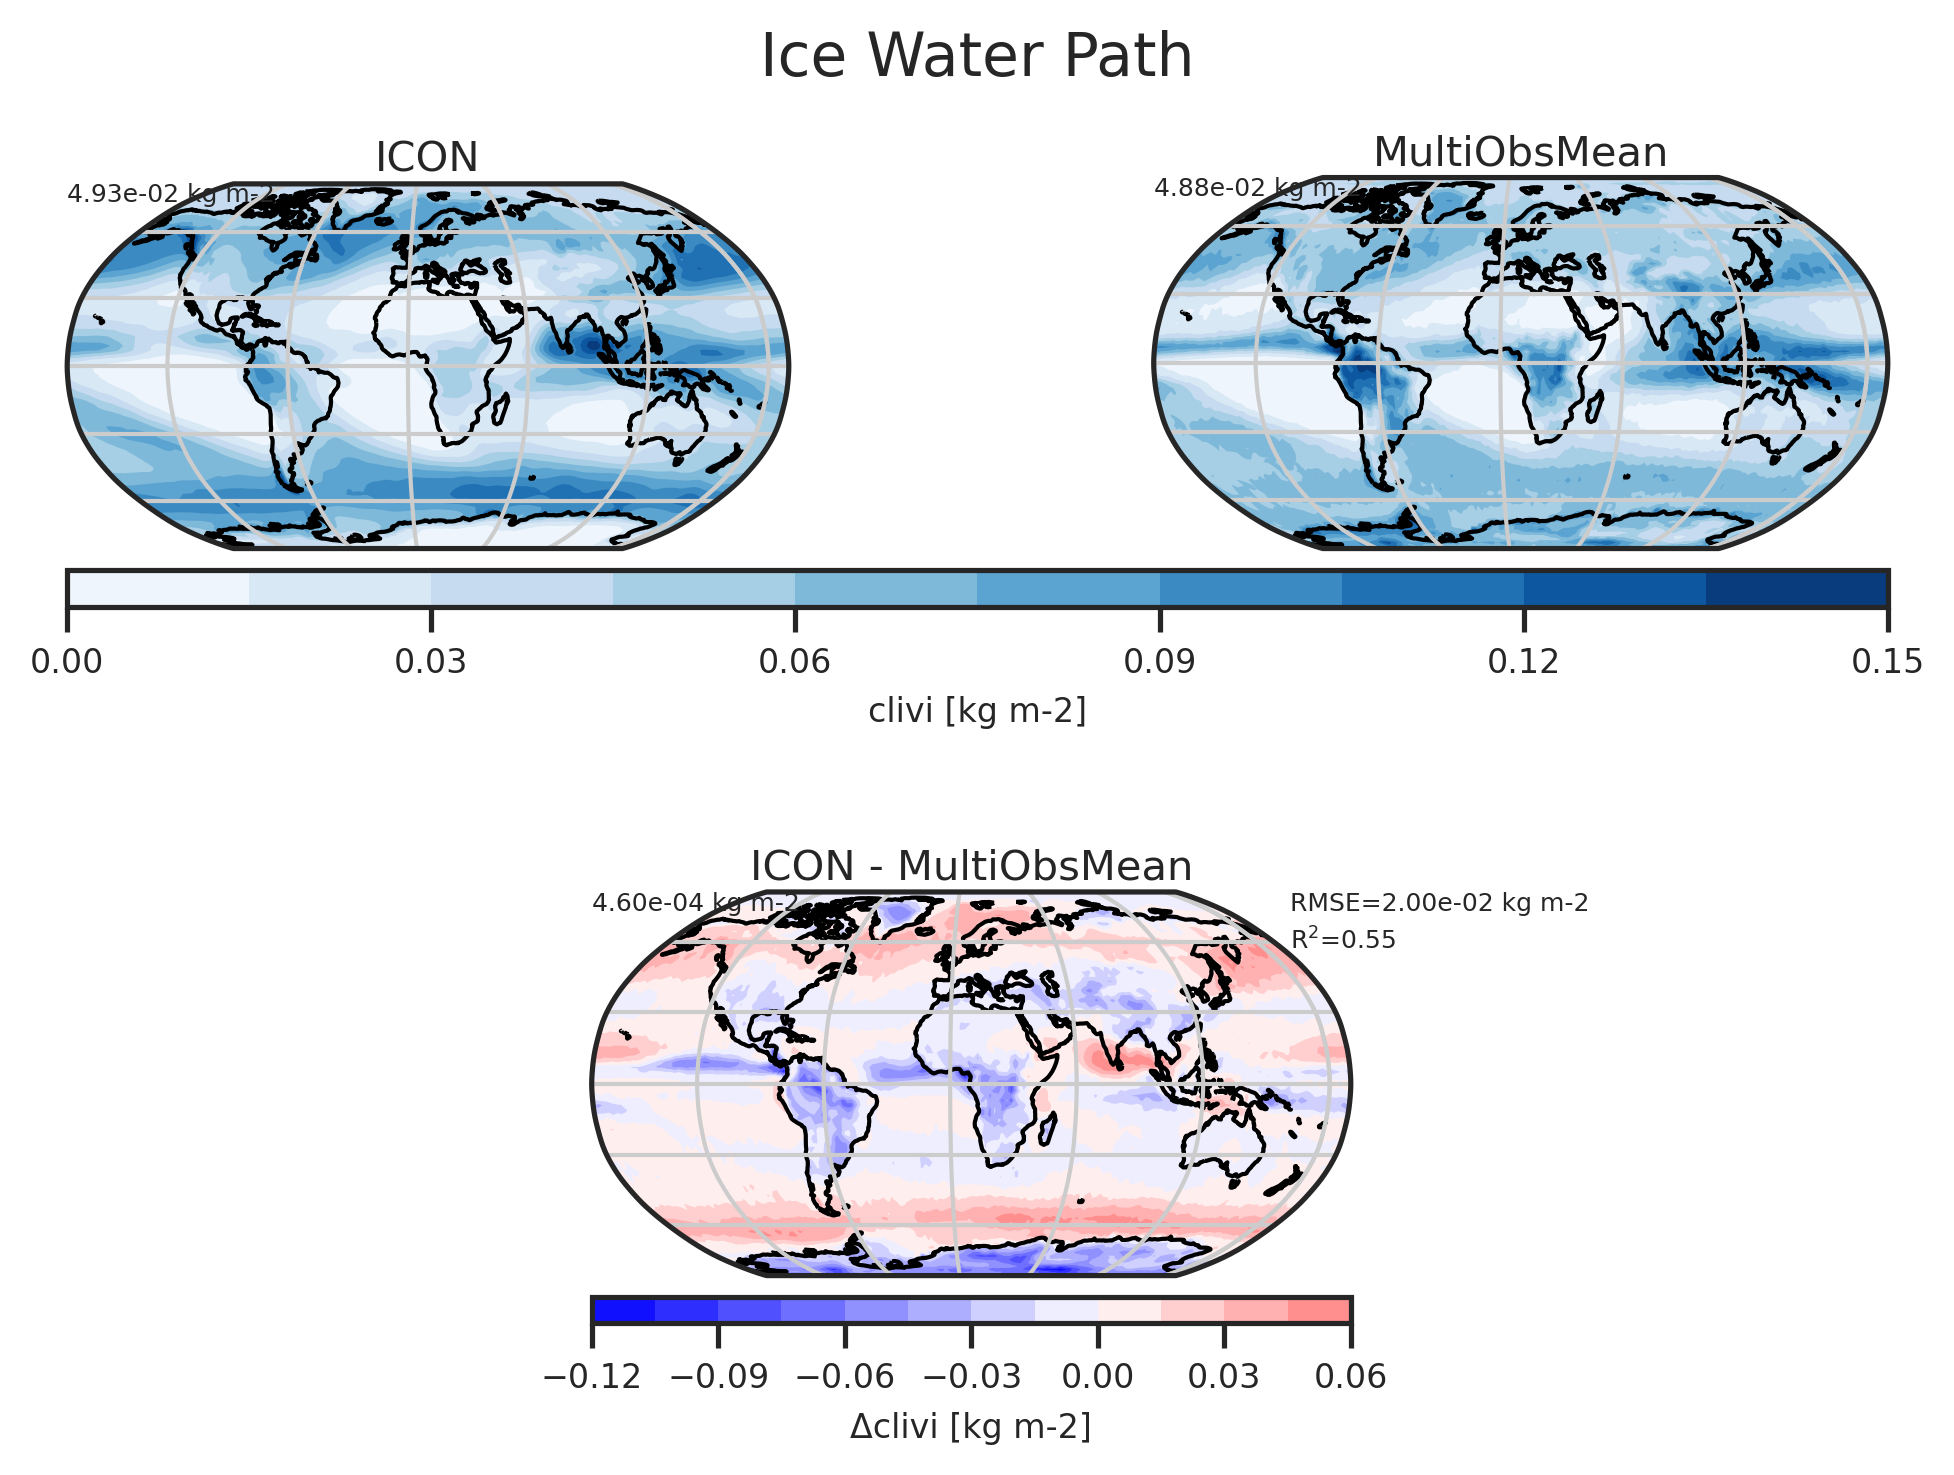 Ice Water Path
ICON
MultiObsMean
4.93e-02 kg m-2
4.88e-02 kg m-2
0.00 0.03 0.06 0.09 0.12 0.15
clivi [kg m-2]
ICON - MultiObsMean
4.60e-04 kg m-2
RMSE=2.00e-02 kg m-2
R²=0.55
−0.12 −0.09 −0.06 −0.03 0.00 0.03 0.06
Δclivi [kg m-2]